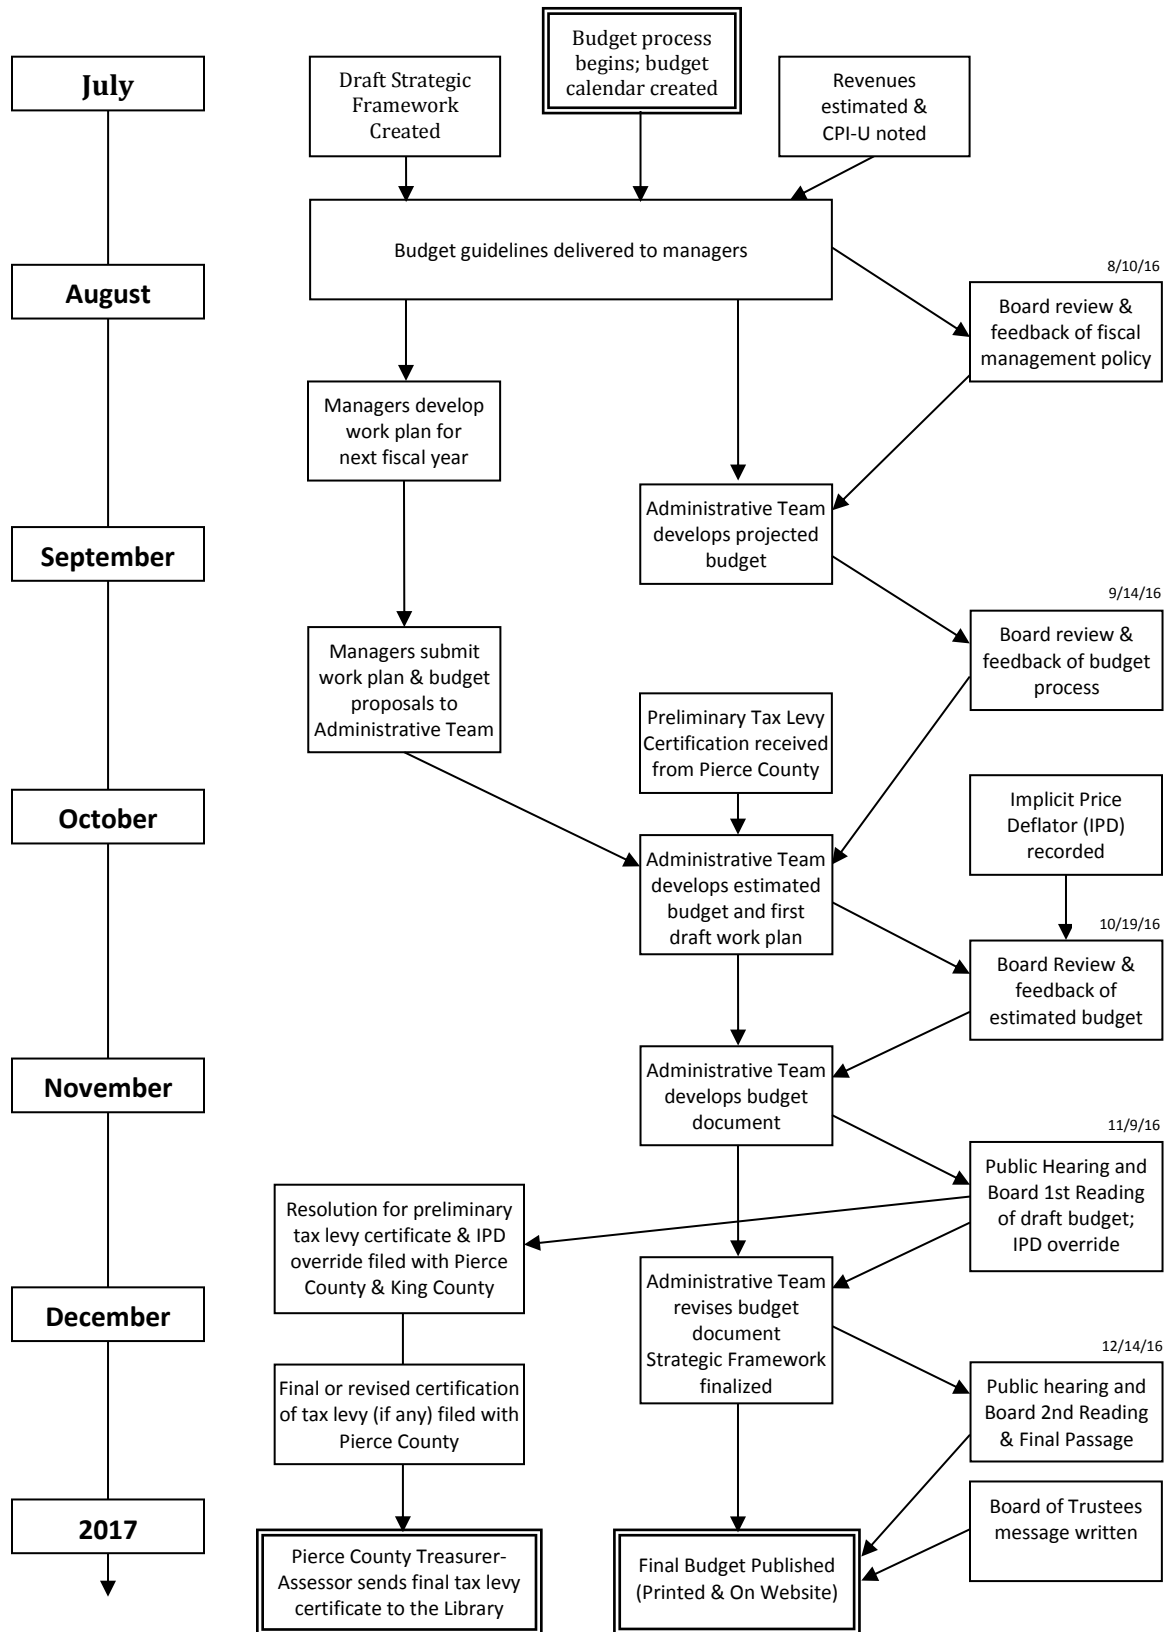 July
Draft Strategic
Framework
Created
Budget process
begins; budget
calendar created
Revenues
estimated &
CPI-U noted
Budget guidelines delivered to managers
August
8/10/16
Board review &
feedback of fiscal
management policy
Managers develop
work plan for
next fiscal year
Administrative Team
develops projected
budget
September
9/14/16
Board review &
feedback of budget
process
Managers submit
work plan & budget
proposals to
Administrative Team
Preliminary Tax Levy
Certification received
from Pierce County
October
Implicit Price
Deflator (IPD)
recorded
Administrative Team
develops estimated
budget and first
draft work plan
10/19/16
Board Review &
feedback of
estimated budget
November
Administrative Team
develops budget
document
11/9/16
Public Hearing and
Board 1st Reading
of draft budget;
IPD override
Resolution for preliminary
tax levy certificate & IPD
override filed with Pierce
County & King County
December
Administrative Team
revises budget
document
Strategic Framework
finalized
12/14/16
Public hearing and
Board 2nd Reading
& Final Passage
Final or revised certification
of tax levy (if any) filed with
Pierce County
2017
Board of Trustees
message written
Pierce County Treasurer-
Assessor sends final tax levy
certificate to the Library
Final Budget Published
(Printed & On Website)